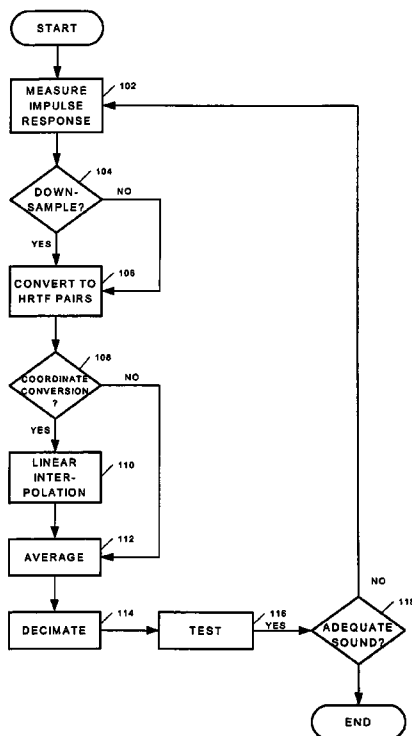 START
MEASURE
IMPULSE
RESPONSE
102
104
DOWN-
SAMPLE?
NO
YES
106
CONVERT TO
HRTF PAIRS
108
COORDINATE
CONVERSION
?
NO
YES
LINEAR
INTER-
POLATION
110
112
AVERAGE
DECIMATE
114
TEST
116
YES
NO
118
ADEQUATE
SOUND?
END